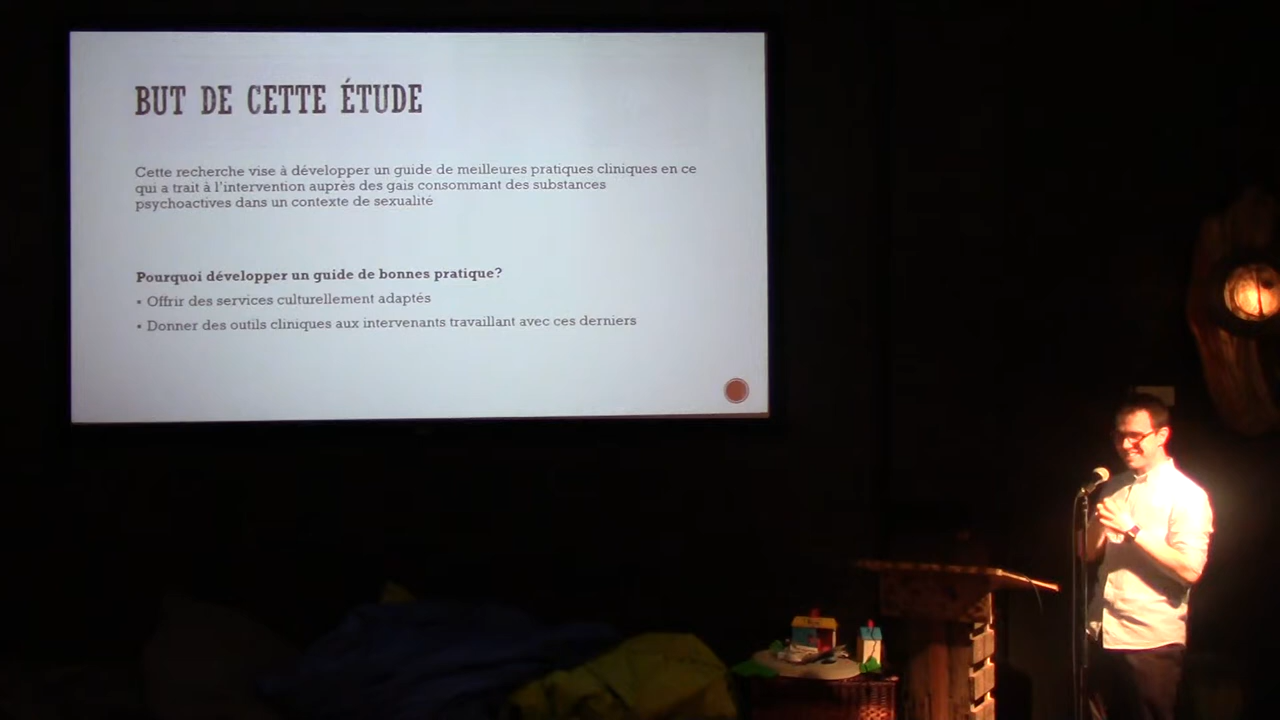 BUT DE CETTE ÉTUDE
Cette recherche vise à développer un guide de meilleures pratiques cliniques en ce
qui a trait à l'intervention auprès des gais consommant des substances
psychoactives dans un contexte de sexualité
Pourquoi développer un guide de bonnes pratique?
• Offrir des services culturellement adaptés
• Donner des outils cliniques aux intervenants travaillant avec ces derniers